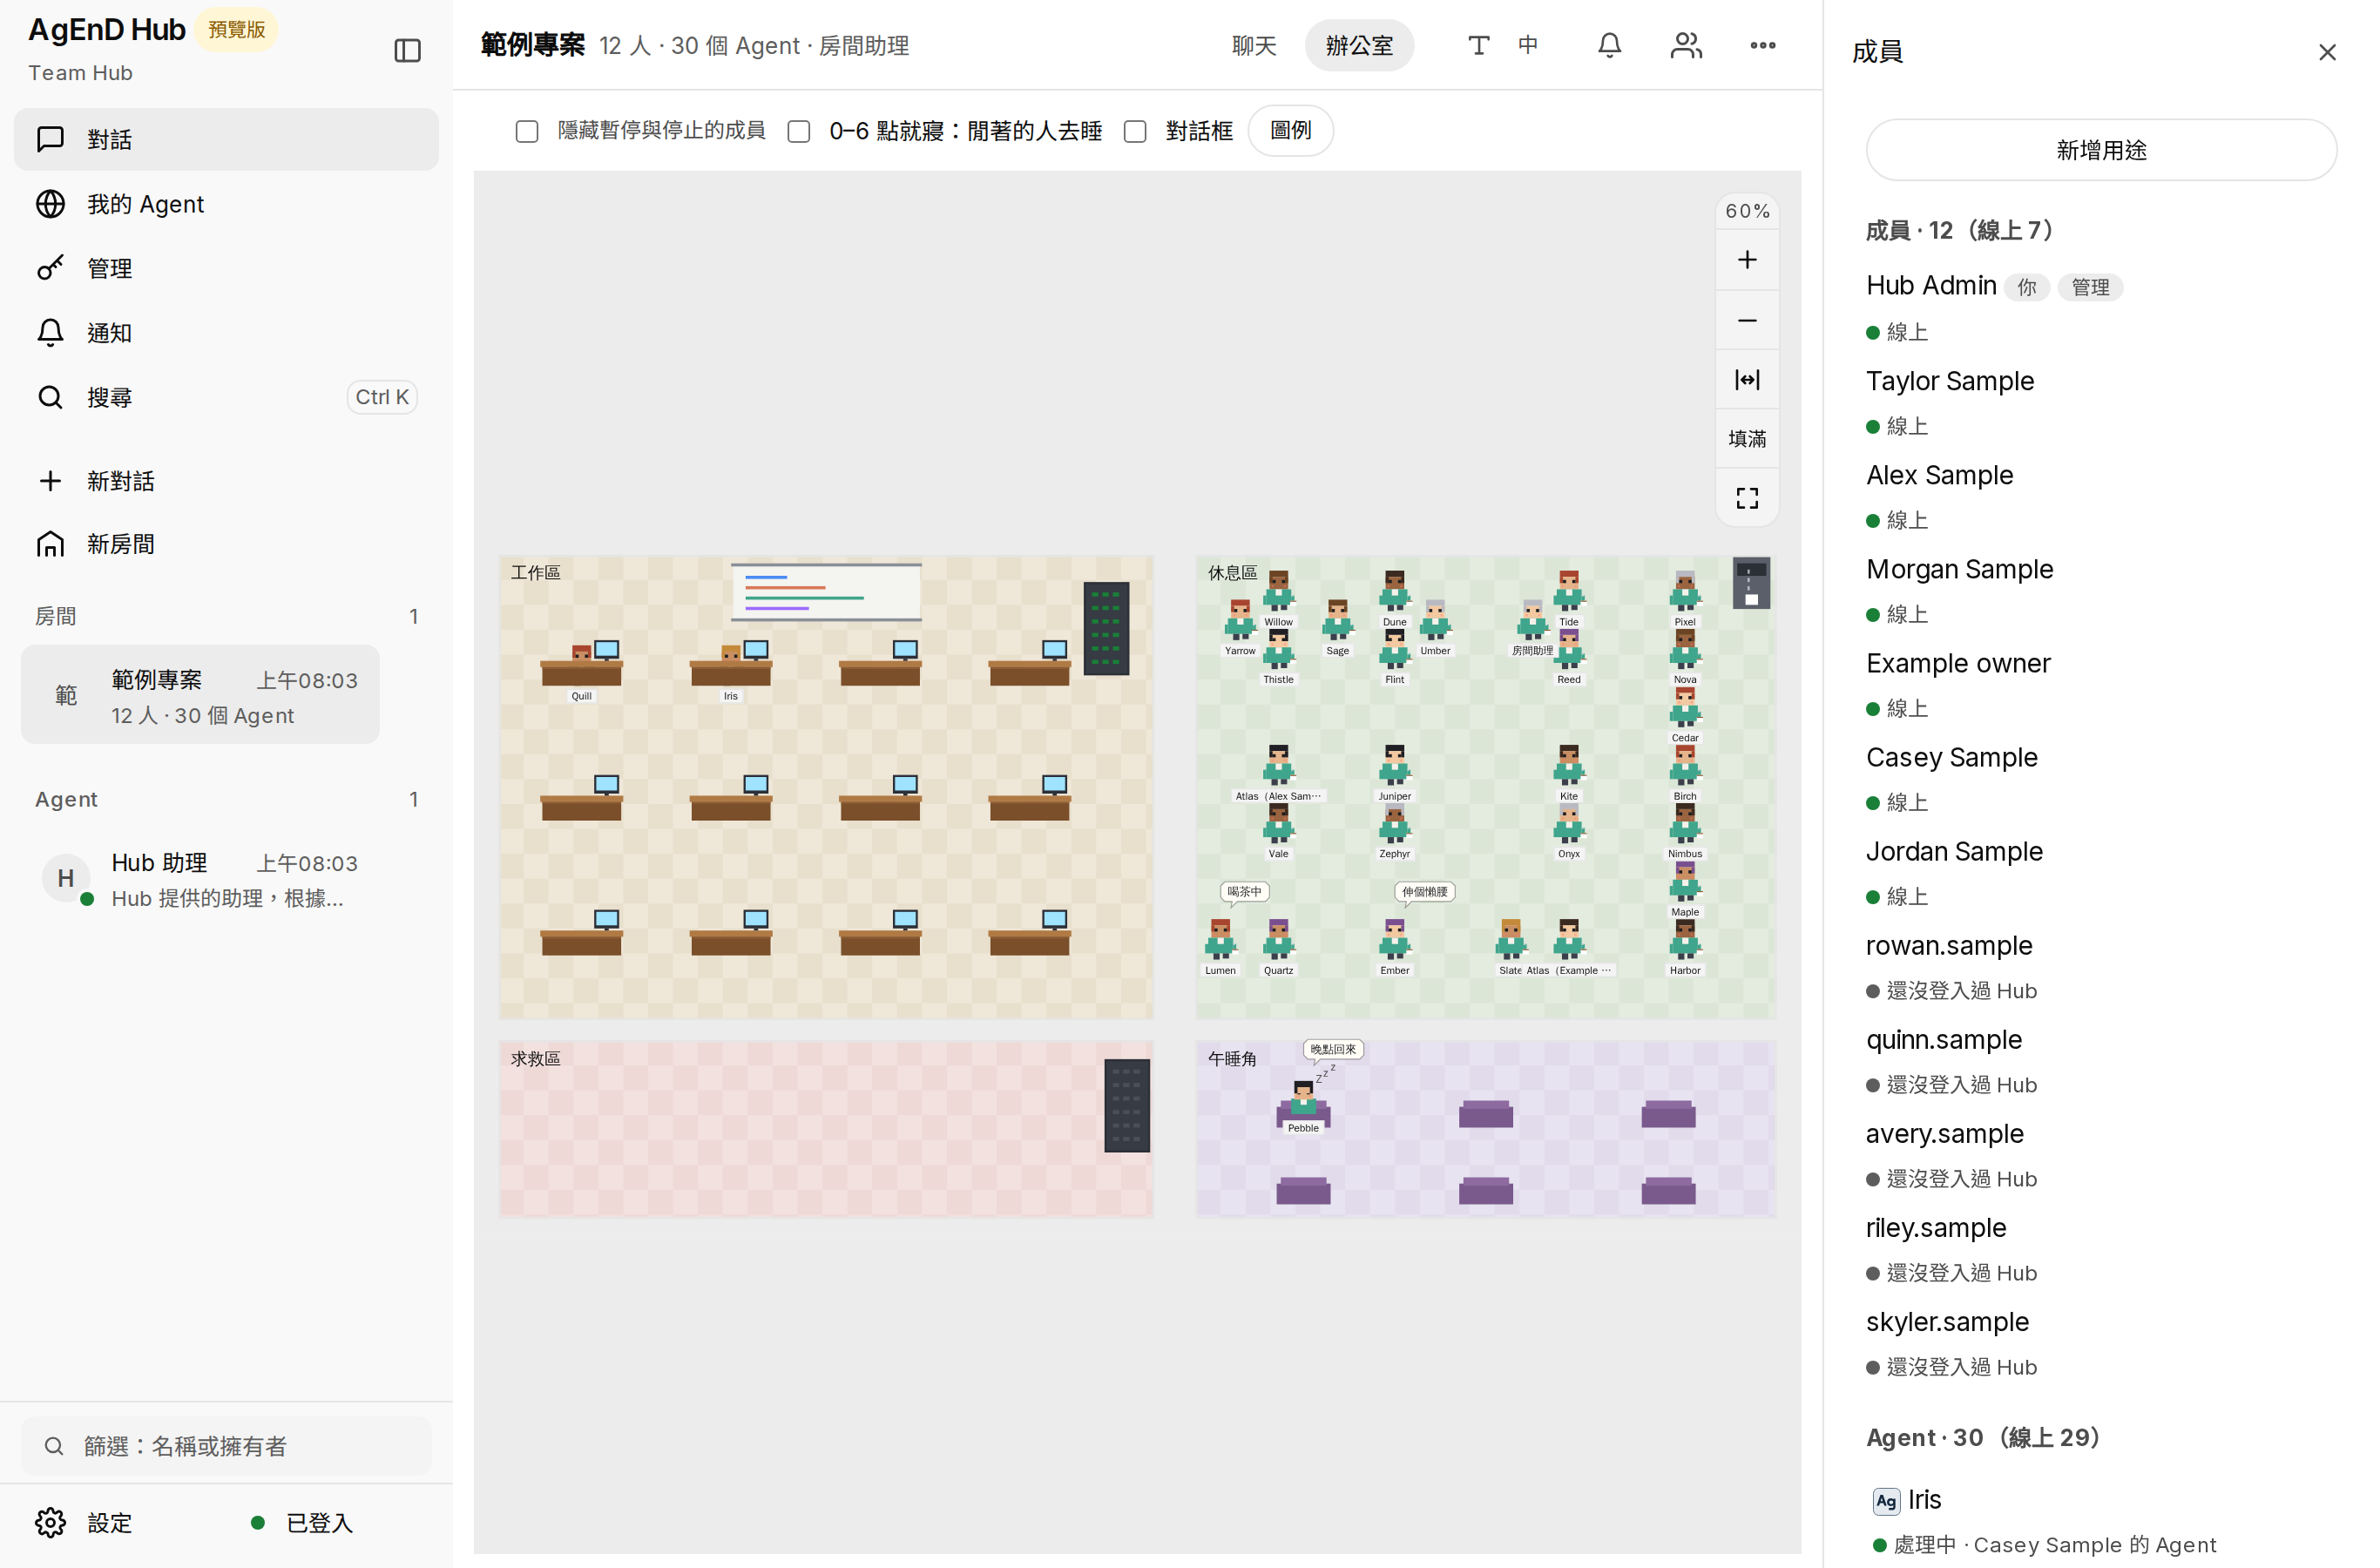 AgEnD Hub 預覽版
Team Hub
對話
我的 Agent
管理
通知
搜尋 Ctrl K
新對話
新房間
房間 1
範 範例專案 上午08:03
12 人 · 30 個 Agent
Agent 1
H Hub 助理 上午08:03
Hub 提供的助理，根據...
篩選：名稱或擁有者
設定 已登入
範例專案 12 人 · 30 個 Agent · 房間助理
聊天 辦公室 中
隱藏暫停與停止的成員 0–6 點就寢：閒著的人去睡 對話框 圖例
60%
填滿
工作區
Quill Iris
休息區
Willow Dune Tide Pixel
Yarrow Sage Umber 房間助理
Thistle Flint Reed Nova
Cedar
Atlas (Alex Sam… Juniper Kite Birch
Vale Zephyr Onyx Nimbus
喝茶中 伸個懶腰
Maple
Lumen Quartz Ember Slate Atlas (Example … Harbor
求救區
午睡角
晚點回來
z z z
Pebble
成員
新增用途
成員 · 12（線上 7）
Hub Admin 你 管理
線上
Taylor Sample
線上
Alex Sample
線上
Morgan Sample
線上
Example owner
線上
Casey Sample
線上
Jordan Sample
線上
rowan.sample
還沒登入過 Hub
quinn.sample
還沒登入過 Hub
avery.sample
還沒登入過 Hub
riley.sample
還沒登入過 Hub
skyler.sample
還沒登入過 Hub
Agent · 30（線上 29）
Ag Iris
處理中 · Casey Sample 的 Agent